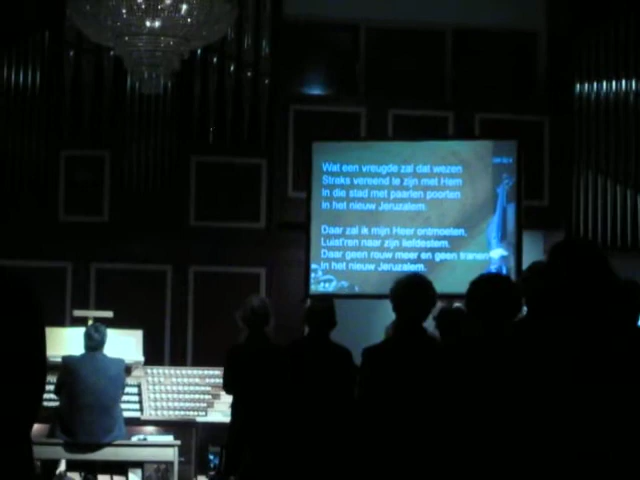 Wat een vreugde zal dat wezen
Straks vereend te zijn met Hem
In die stad met paarlen poorten
In het nieuw Jeruzalem.
Daar zal ik mijn Heer ontmoeten,
Luist'ren naar zijn liefdestem.
Daar geen rouw meer en geen tranen
In het nieuw Jeruzalem.